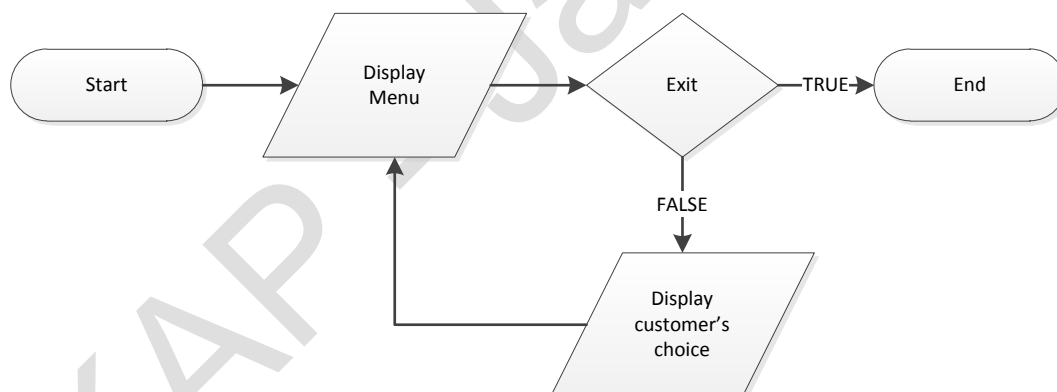 Start
Display
Menu
Exit
TRUE
End
FALSE
Display
customer's
choice